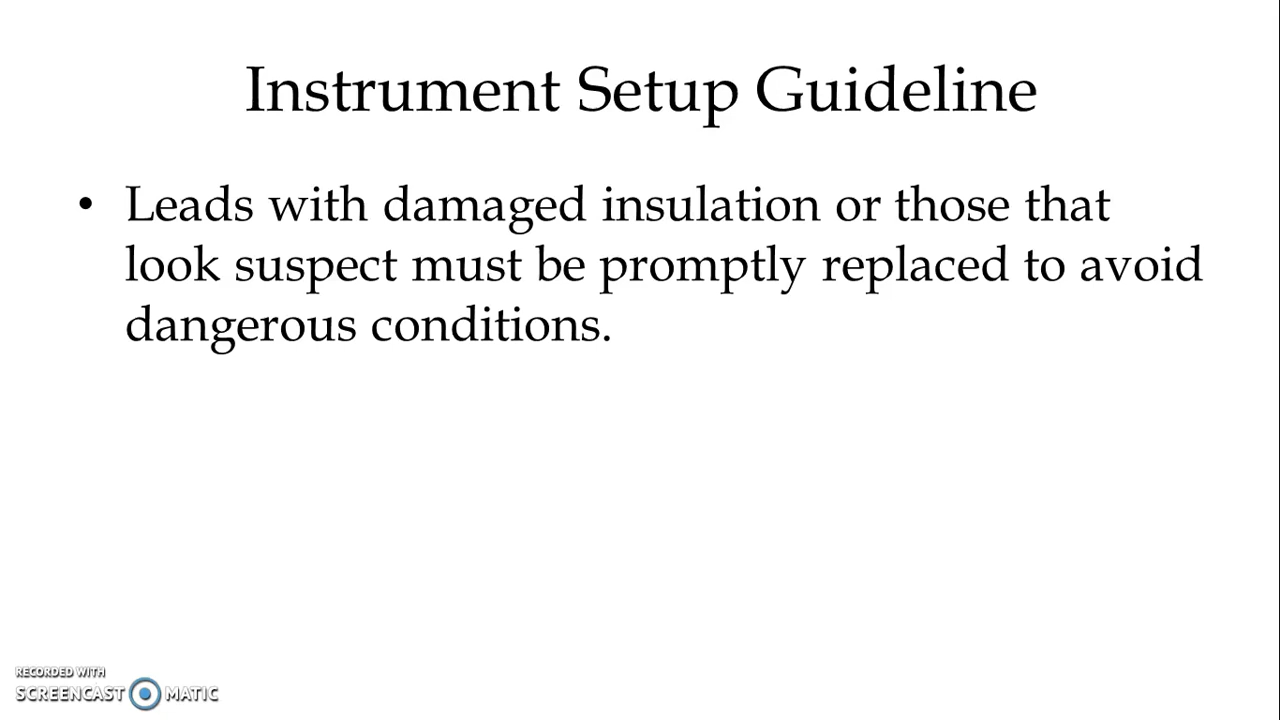 Instrument Setup Guideline
• Leads with damaged insulation or those that
look suspect must be promptly replaced to avoid
dangerous conditions.
RECORDED WITH
SCREENCAST MATIC